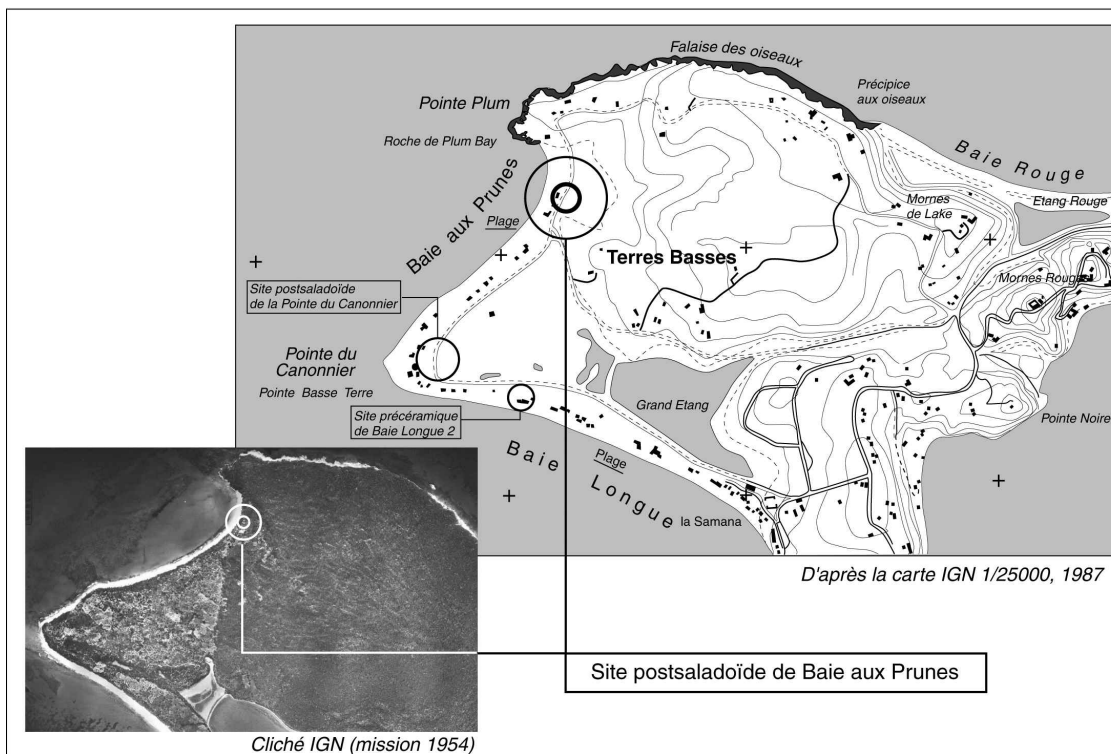 Falaise des oiseaux
Précipice
aux oiseaux
Pointe Plum
Roche de Plum Bay
Baie Rouge
Etang Rouge
Mornes
de Lake
Baie aux Prunes
Plage
Terres Basses
Mornes Rouges
Site postsaladoïde
de la Pointe du Canonnier
Pointe du
Canonnier
Pointe Basse Terre
Grand Etang
Pointe Noire
Site précéramique
de Baie Longue 2
Baie Longue
Plage
la Samana
D'après la carte IGN 1/25000, 1987
Site postsaladoïde de Baie aux Prunes
Cliché IGN (mission 1954)